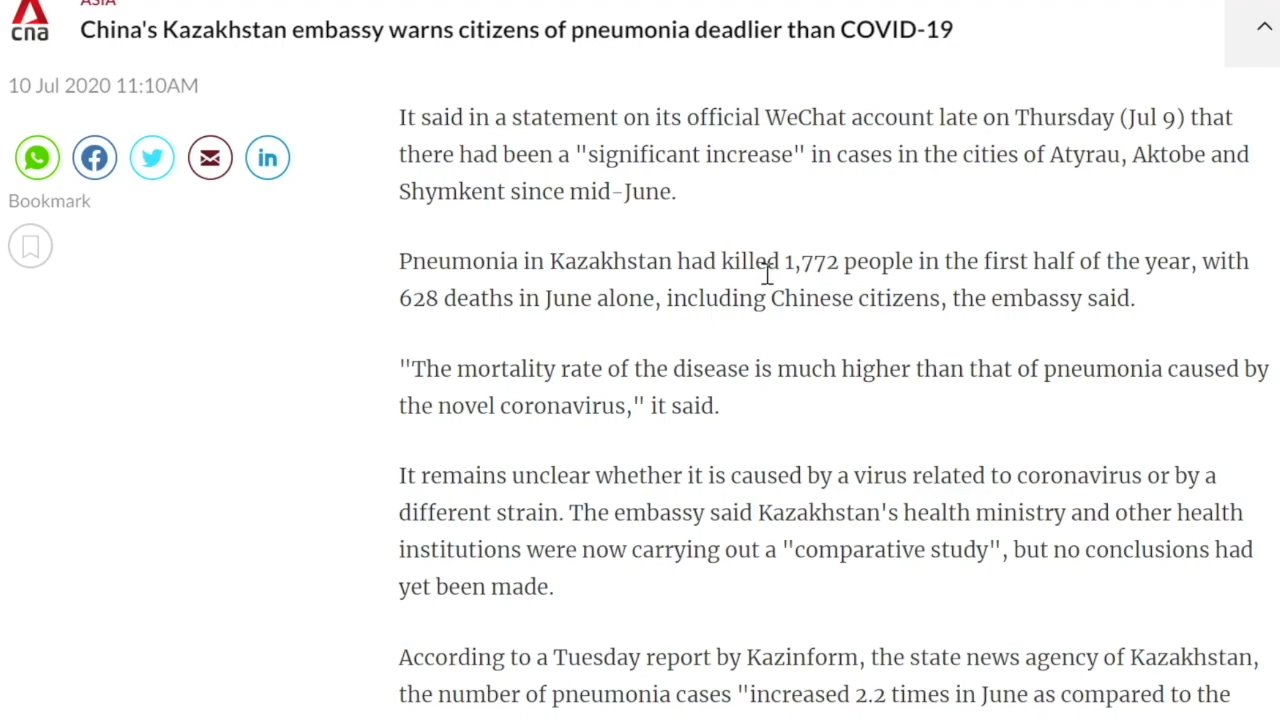 ASIA
cna
China's Kazakhstan embassy warns citizens of pneumonia deadlier than COVID-19
10 Jul 2020 11:10AM
Bookmark
It said in a statement on its official WeChat account late on Thursday (Jul 9) that
there had been a "significant increase" in cases in the cities of Atyrau, Aktobe and
Shymkent since mid-June.
Pneumonia in Kazakhstan had killed 1,772 people in the first half of the year, with
628 deaths in June alone, including Chinese citizens, the embassy said.
"The mortality rate of the disease is much higher than that of pneumonia caused by
the novel coronavirus," it said.
It remains unclear whether it is caused by a virus related to coronavirus or by a
different strain. The embassy said Kazakhstan's health ministry and other health
institutions were now carrying out a "comparative study", but no conclusions had
yet been made.
According to a Tuesday report by Kazinform, the state news agency of Kazakhstan,
the number of pneumonia cases "increased 2.2 times in June as compared to the